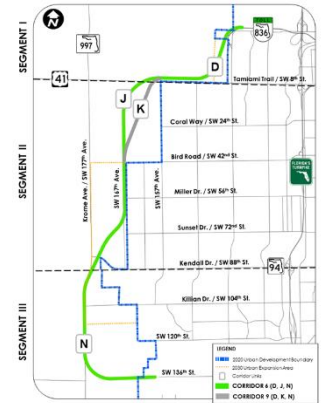 SEGMENT I
SEGMENT II
SEGMENT III
N
997
41
TOLL
836
D
Tamiami Trail / SW 8th St.
J
K
Coral Way / SW 24th St.
Krome Ave / SW 177th Ave.
SW 167th Ave.
SW 157th Ave.
Bird Road / SW 42nd St.
FLORIDA'S
TURNPIKE
Miller Dr. / SW 56th St.
Sunset Dr. / SW 72nd St.
Kendall Dr. / SW 88th St.
94
Killian Dr. / SW 104th St.
N
SW 120th St.
SW 136th St.
LEGEND
2020 Urban Development Boundary
2030 Urban Expansion Area
Corridor Links
CORRIDOR 6 (D, J, N)
CORRIDOR 9 (D, K, N)